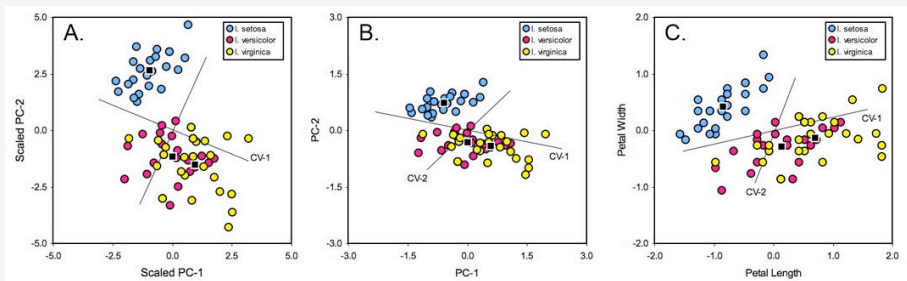 A.
I. setosa
I. versicolor
I. virginica
5.0
2.5
0.0
-2.5
-5.0
Scaled PC-2
CV-1
CV-2
-5.0 -2.5 0.0 2.5 5.0
Scaled PC-1
B.
I. setosa
I. versicolor
I. virginica
3.0
1.5
0.0
-1.5
-3.0
PC-2
CV-1
CV-2
-3.0 -1.5 0.0 1.5 3.0
PC-1
C.
I. setosa
I. versicolor
I. virginica
2.0
1.0
0.0
-1.0
-2.0
Petal Width
CV-1
CV-2
-2.0 -1.0 0.0 1.0 2.0
Petal Length